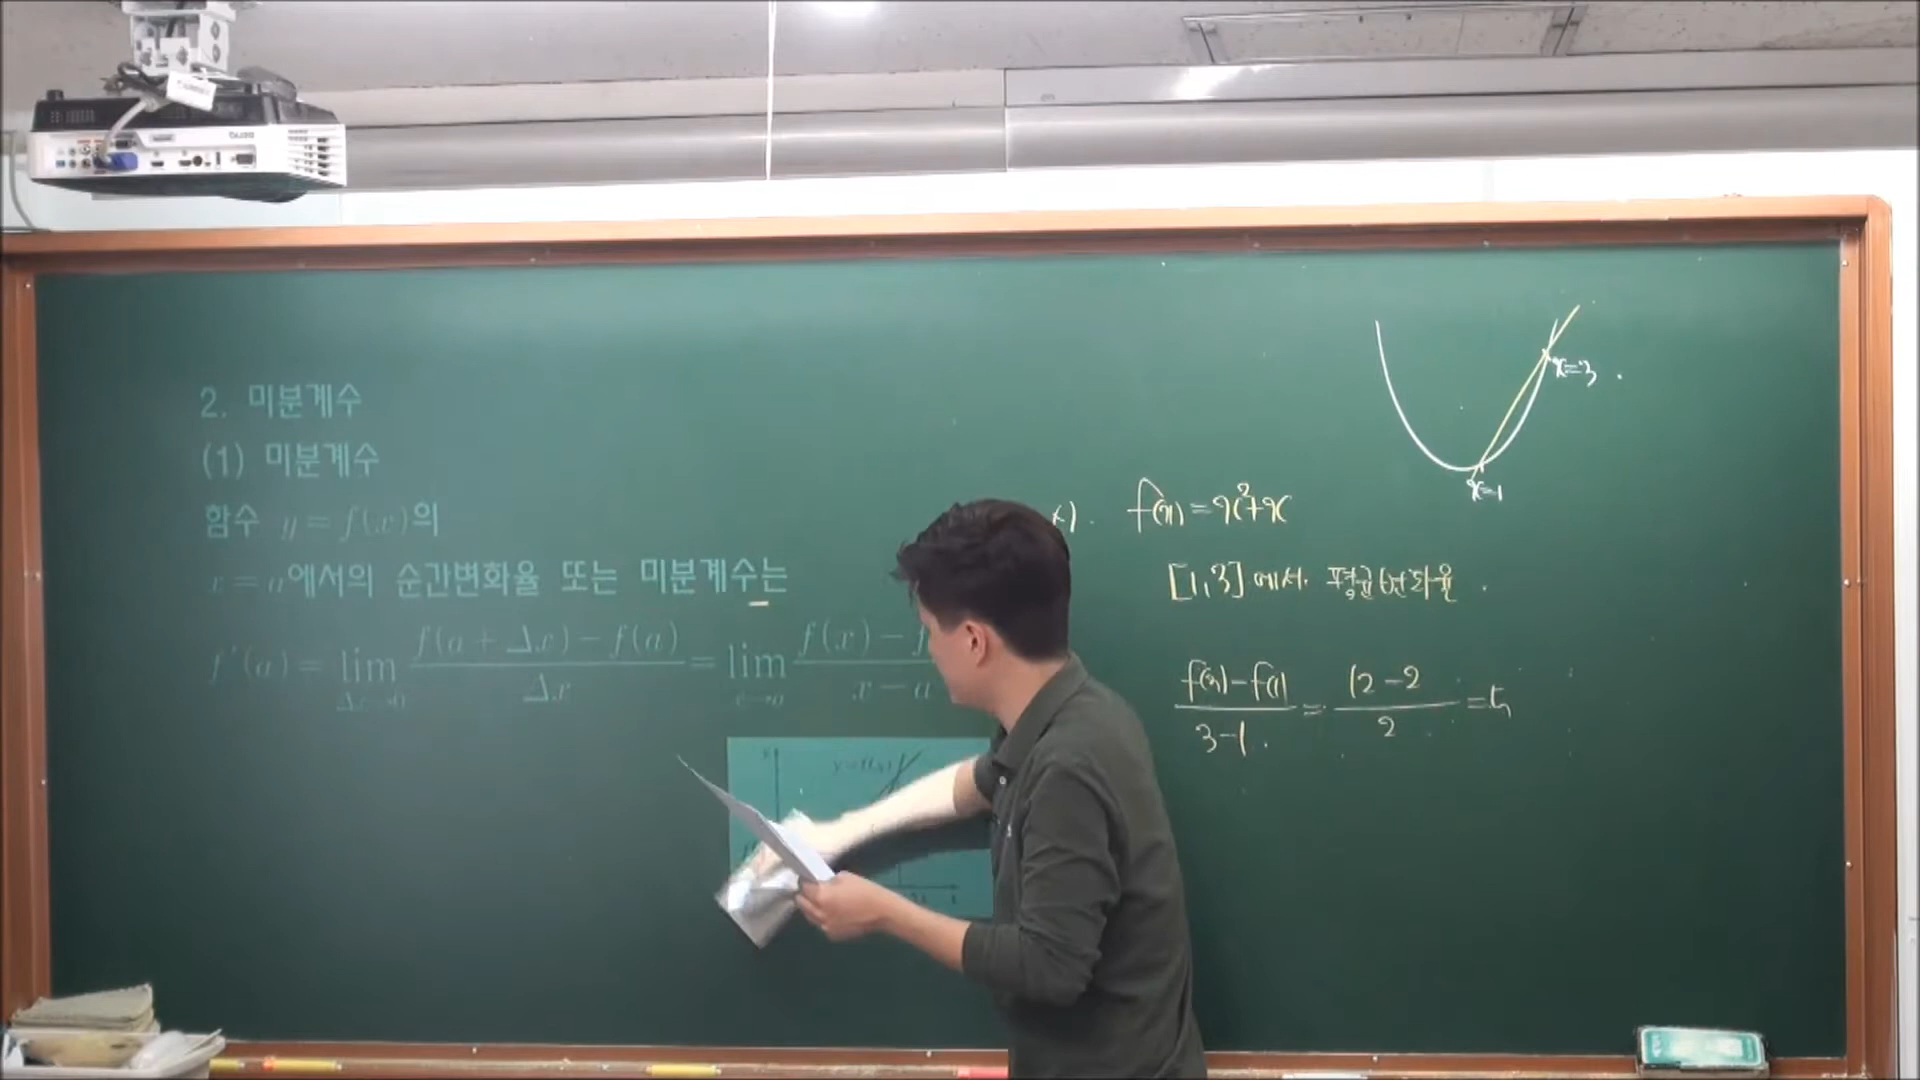 2. 미분계수
(1) 미분계수
함수 y = f(x)의
x = a에서의 순간변화율 또는 미분계수는
f'(a) = lim Δx→0 f(a + Δx) − f(a) / Δx = lim x→a f(x) − f / x − a
y = f(x)
x=3
x=1
x). f(x) = x²+x
[1,3] 에서 평균변화율
f(3)−f(1) / 3−1 = 12−2 / 2 = 5
BenQ